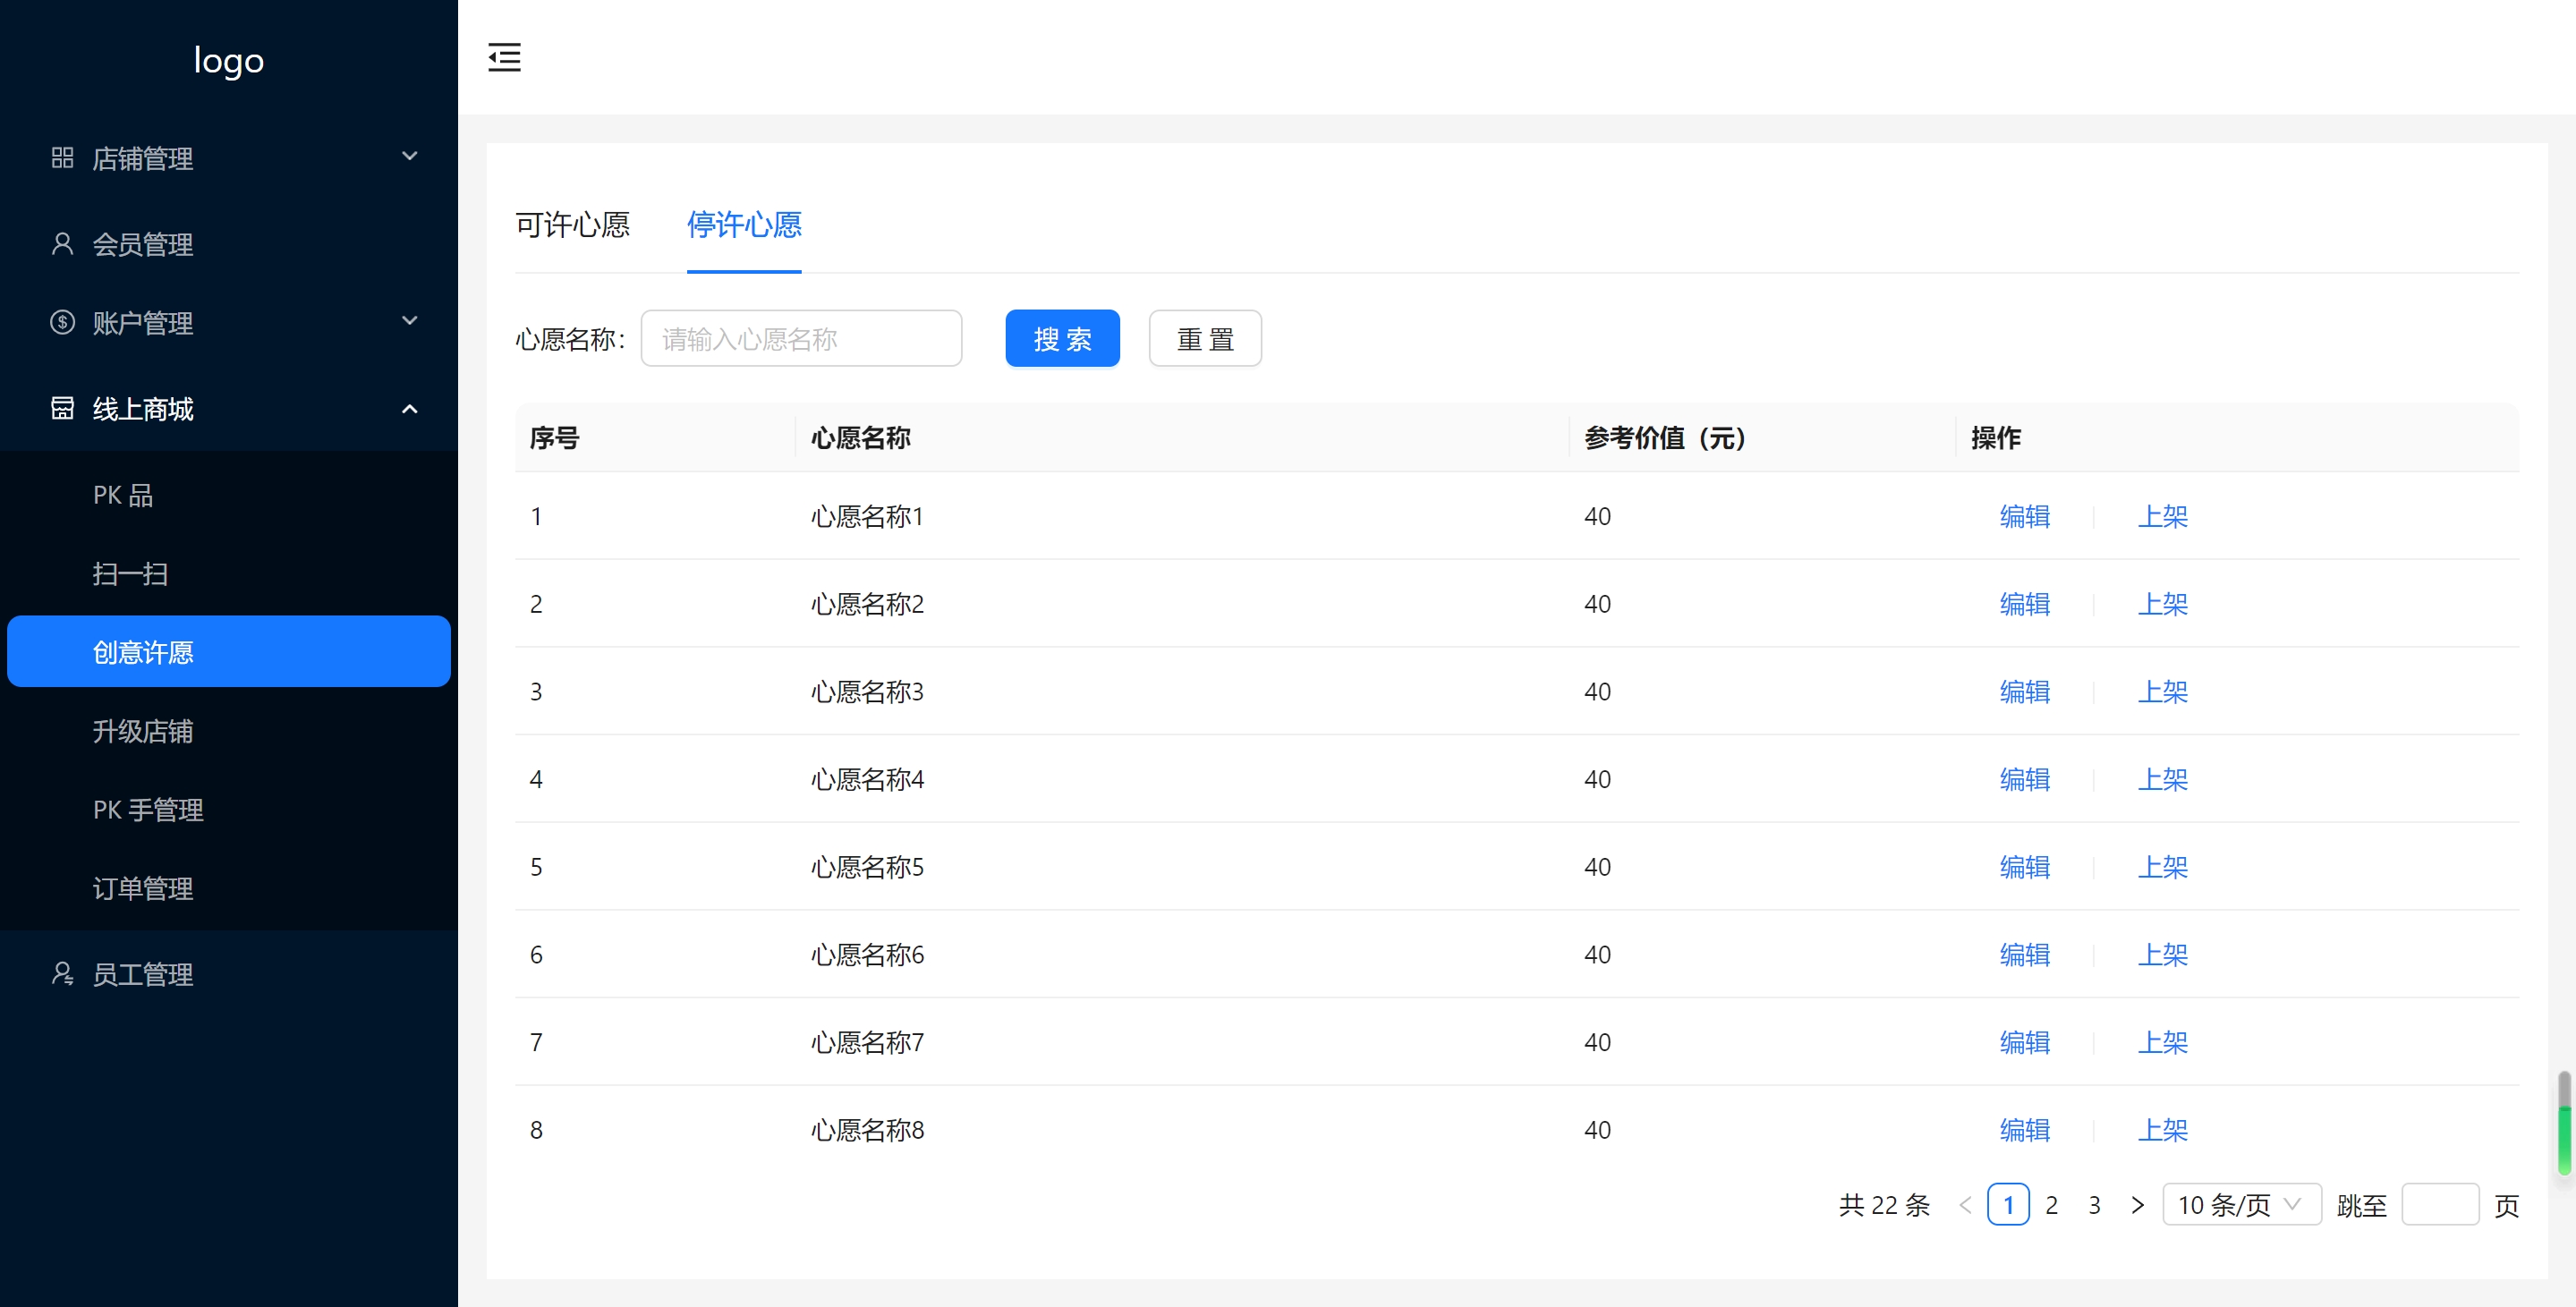 logo
店铺管理
会员管理
账户管理
线上商城
PK 品
扫一扫
创意许愿
升级店铺
PK 手管理
订单管理
员工管理
可许心愿 停许心愿
心愿名称: 请输入心愿名称 搜 索 重 置
序号 心愿名称 参考价值（元） 操作
1 心愿名称1 40 编辑 上架
2 心愿名称2 40 编辑 上架
3 心愿名称3 40 编辑 上架
4 心愿名称4 40 编辑 上架
5 心愿名称5 40 编辑 上架
6 心愿名称6 40 编辑 上架
7 心愿名称7 40 编辑 上架
8 心愿名称8 40 编辑 上架
共 22 条 < 1 2 3 > 10 条/页 跳至 页